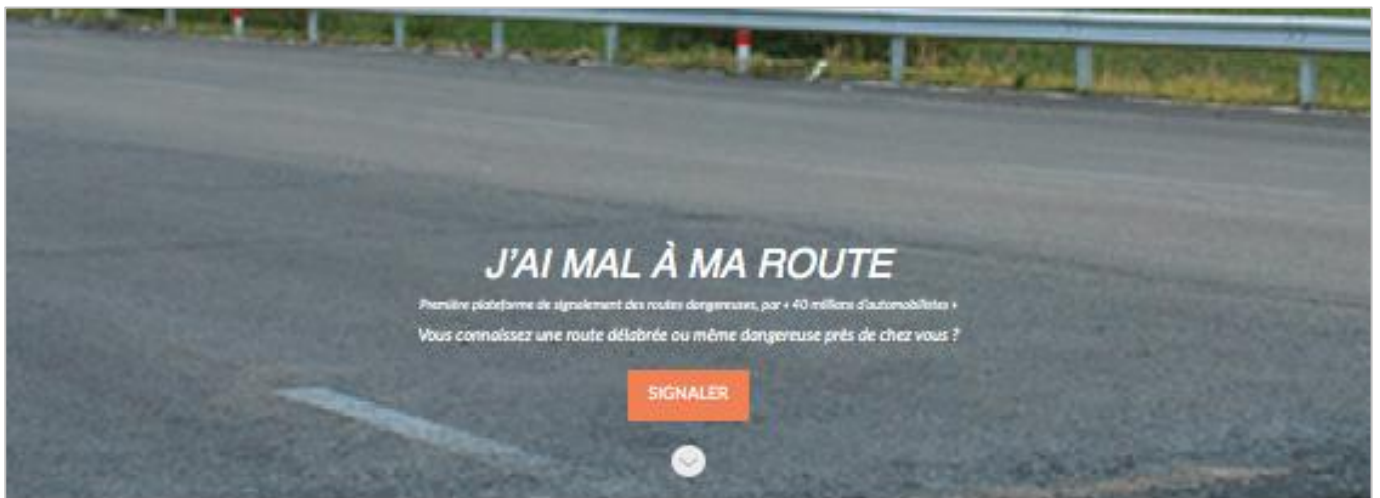 J'AI MAL À MA ROUTE
Première plateforme de signalement des routes dangereuses, par « 40 millions d'automobilistes »
Vous connaissez une route délabrée ou même dangereuse près de chez vous ?
SIGNALER